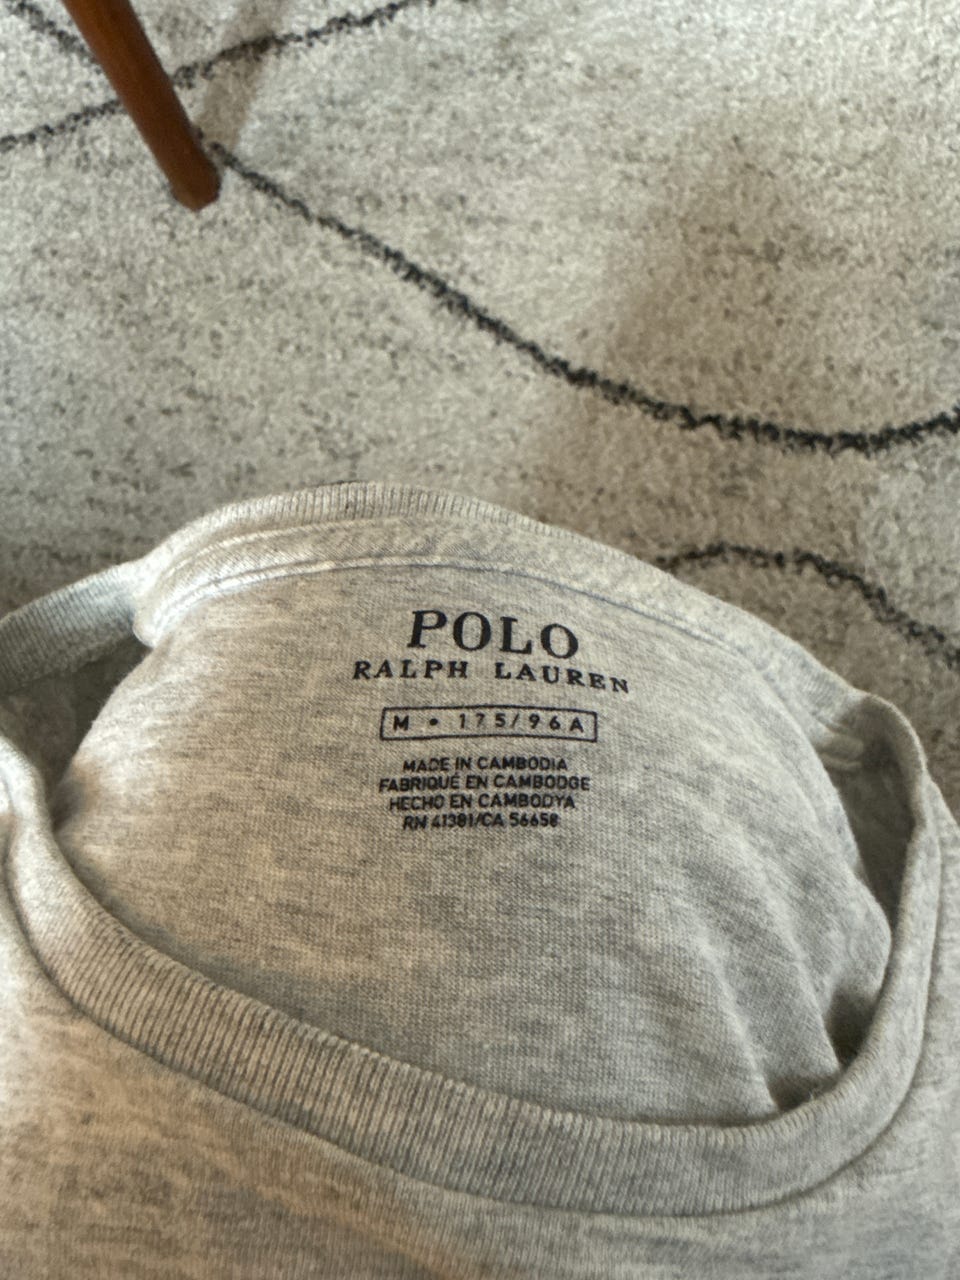 POLO
RALPH LAUREN
M • 175/96A
MADE IN CAMBODIA
FABRIQUÉ EN CAMBODGE
HECHO EN CAMBODYA
RN 41381/CA 56658